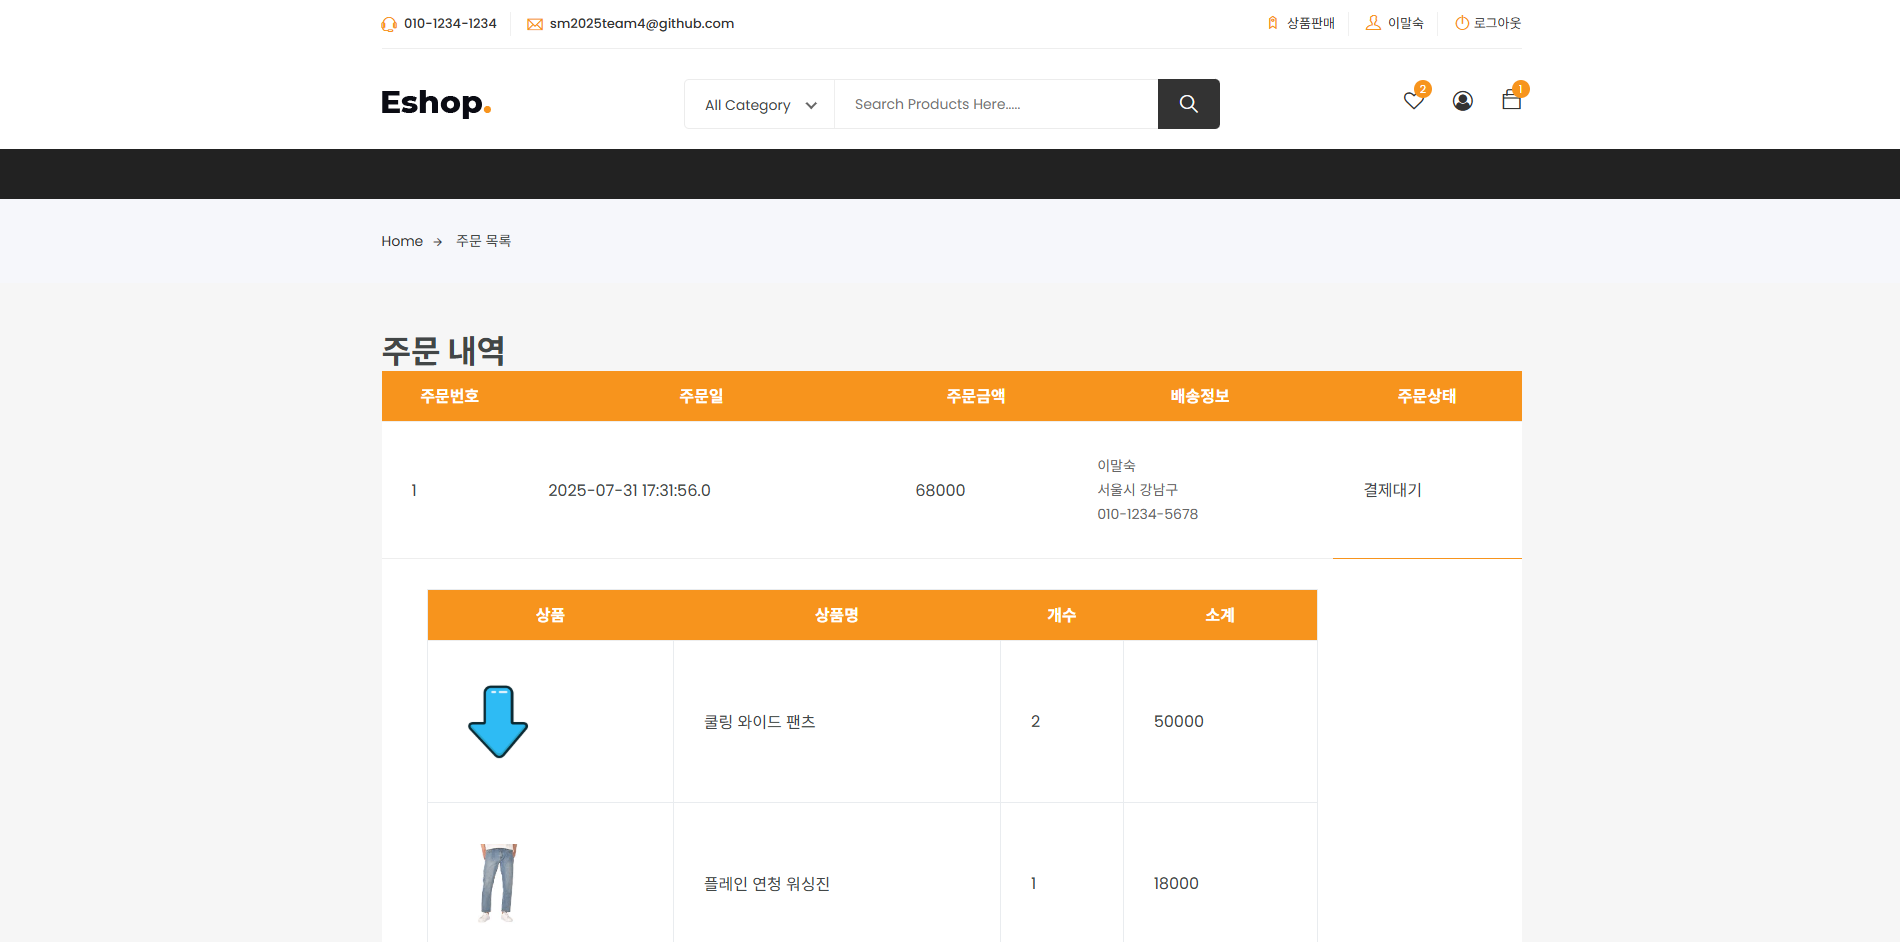 010-1234-1234
sm2025team4@github.com
상품판매
이말숙
로그아웃
Eshop.
All Category
Search Products Here.....
2
1
Home → 주문 목록
주문 내역
주문번호 주문일 주문금액 배송정보 주문상태
이말숙
1 2025-07-31 17:31:56.0 68000 서울시 강남구 결제대기
010-1234-5678
상품 상품명 개수 소계
쿨링 와이드 팬츠 2 50000
플레인 연청 워싱진 1 18000